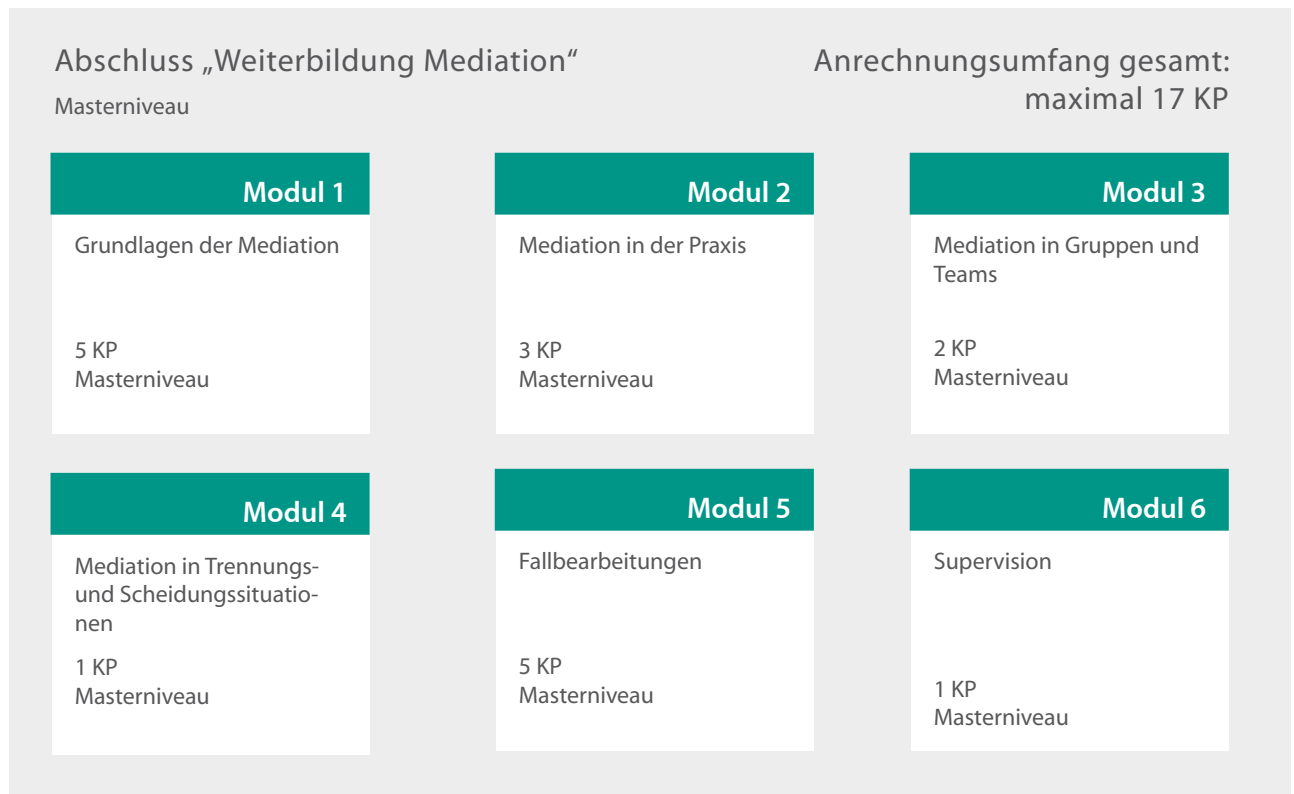 Abschluss „Weiterbildung Mediation“
Masterniveau
Anrechnungsumfang gesamt:
maximal 17 KP
Modul 1
Grundlagen der Mediation
5 KP
Masterniveau
Modul 2
Mediation in der Praxis
3 KP
Masterniveau
Modul 3
Mediation in Gruppen und
Teams
2 KP
Masterniveau
Modul 4
Mediation in Trennungs-
und Scheidungssituatio-
nen
1 KP
Masterniveau
Modul 5
Fallbearbeitungen
5 KP
Masterniveau
Modul 6
Supervision
1 KP
Masterniveau